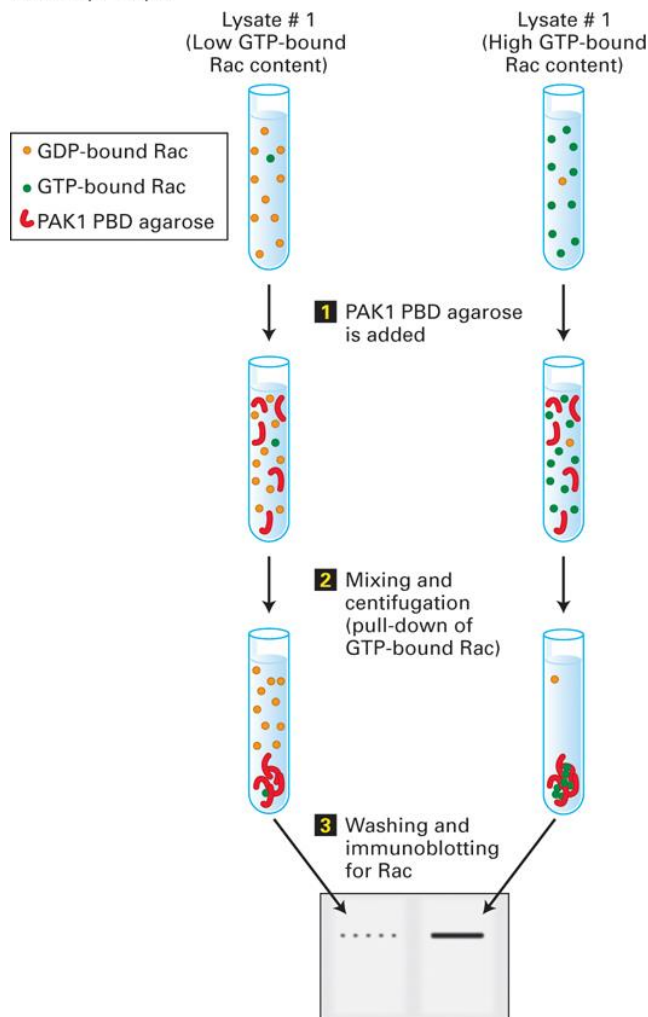 Lysate # 1
(Low GTP-bound
Rac content)
Lysate # 1
(High GTP-bound
Rac content)
GDP-bound Rac
GTP-bound Rac
PAK1 PBD agarose
1 PAK1 PBD agarose
is added
2 Mixing and
centifugation
(pull-down of
GTP-bound Rac)
3 Washing and
immunoblotting
for Rac